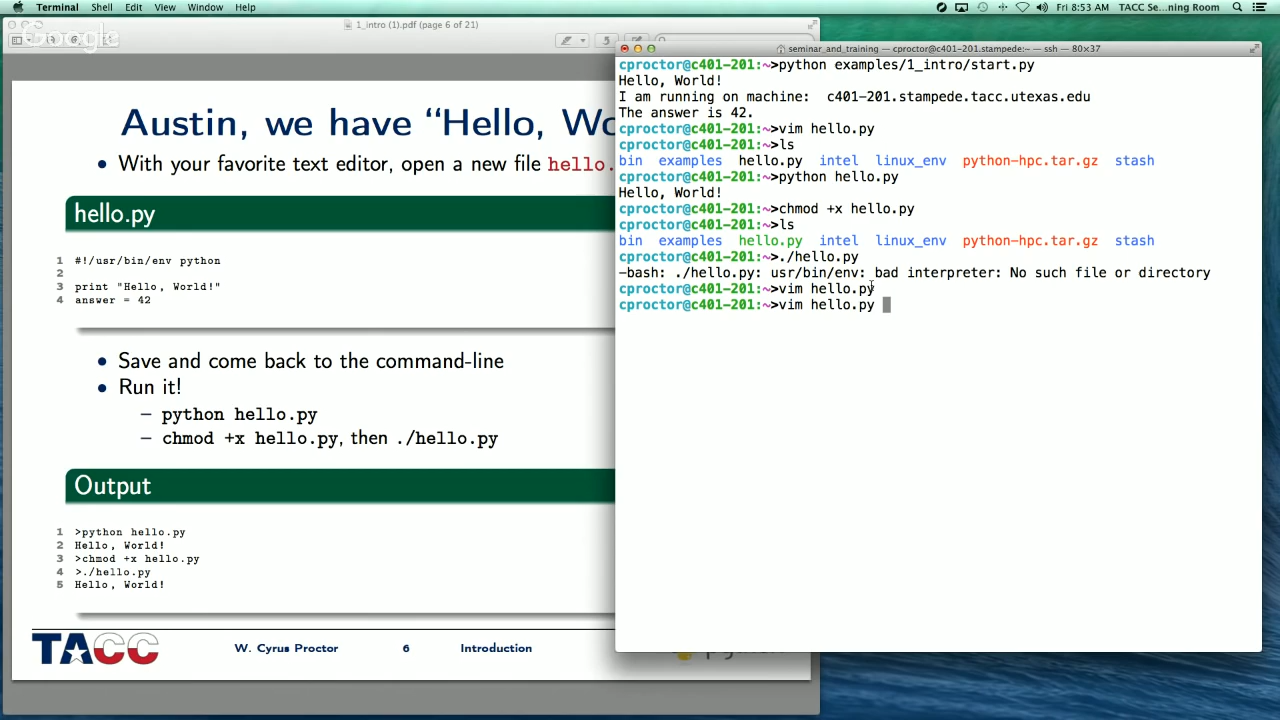 Terminal Shell Edit View Window Help
Fri 8:53 AM TACC Se...ning Room
Google
1_intro (1).pdf (page 6 of 21)
Austin, we have “Hello, Wo
• With your favorite text editor, open a new file hello.
hello.py
1 #!/usr/bin/env python
2
3 print "Hello, World!"
4 answer = 42
• Save and come back to the command-line
• Run it!
– python hello.py
– chmod +x hello.py, then ./hello.py
Output
1 >python hello.py
2 Hello, World!
3 >chmod +x hello.py
4 >./hello.py
5 Hello, World!
TACC
W. Cyrus Proctor 6 Introduction
seminar_and_training — cproctor@c401-201.stampede:~ — ssh — 80×37
cproctor@c401-201:~>python examples/1_intro/start.py
Hello, World!
I am running on machine:  c401-201.stampede.tacc.utexas.edu
The answer is 42.
cproctor@c401-201:~>vim hello.py
cproctor@c401-201:~>ls
bin  examples  hello.py  intel  linux_env  python-hpc.tar.gz  stash
cproctor@c401-201:~>python hello.py
Hello, World!
cproctor@c401-201:~>chmod +x hello.py
cproctor@c401-201:~>ls
bin  examples  hello.py  intel  linux_env  python-hpc.tar.gz  stash
cproctor@c401-201:~>./hello.py
-bash: ./hello.py: usr/bin/env: bad interpreter: No such file or directory
cproctor@c401-201:~>vim hello.py
cproctor@c401-201:~>vim hello.py